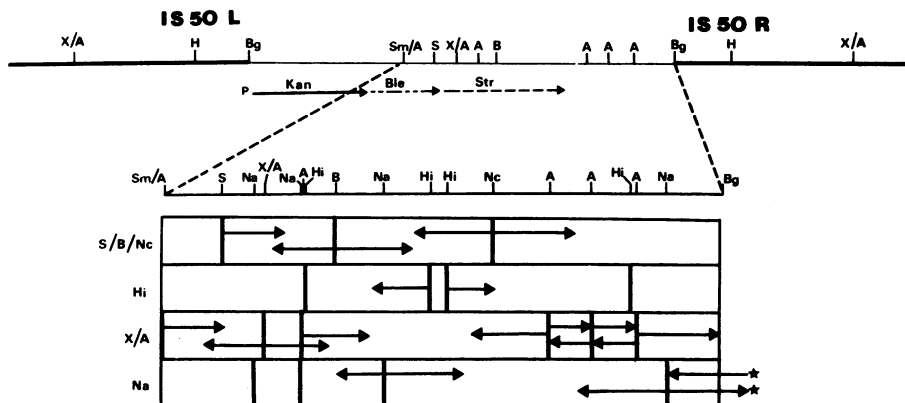 IS 50 L IS 50 R
X/A H Bg Sm/A S X/A A B A A A Bg H X/A
P Kan Ble Str
Sm/A S Na X/A Na A Hi B Na Hi Hi Nc A A Hi A Na Bg
S/B/Nc
Hi
X/A
Na